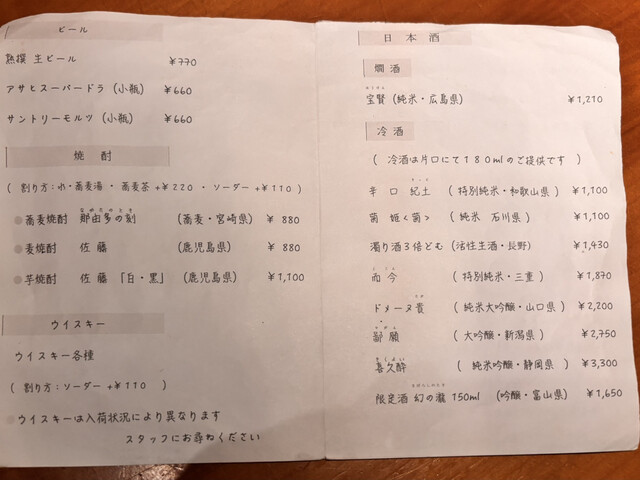 ビール
熟撰 生ビール ￥770
アサヒスーパードラ (小瓶) ￥660
サントリーモルツ (小瓶) ￥660
焼 酎
( 割り方：水・蕎麦湯 ・ 蕎麦茶 +￥220 ・ ソーダー +￥110 )
蕎麦焼酎 那由多の刻 (蕎麦・宮崎県) ￥ 880
麦焼酎 佐 藤 (鹿児島県) ￥ 880
芋焼酎 佐 藤 「白・黒」 (鹿児島県) ￥1,100
ウイスキー
ウイスキー各種
( 割り方：ソーダー +￥110 )
ウイスキーは入荷状況により異なります
スタッフにお尋ねください
日 本 酒
燗 酒
宝賢 (純米・広島県) ￥1,210
冷 酒
( 冷酒は片口にて１８０mlのご提供です )
辛 口 紀土 ( 特別純米・和歌山県 ) ￥1,100
菊 姫＜菊＞ ( 純米 石川県 ) ￥1,100
濁り酒３倍ども (活性生酒・長野) ￥1,430
而 今 ( 特別純米・三重 ) ￥1,870
ドメーヌ貴 ( 純米大吟醸・山口県 ) ￥2,200
鄙 願 ( 大吟醸・新潟県 ) ￥2,750
きくよい
喜久酔 ( 純米吟醸・静岡県 ) ￥3,300
限定酒 幻の瀧 150ml (吟醸・富山県) ￥1,650